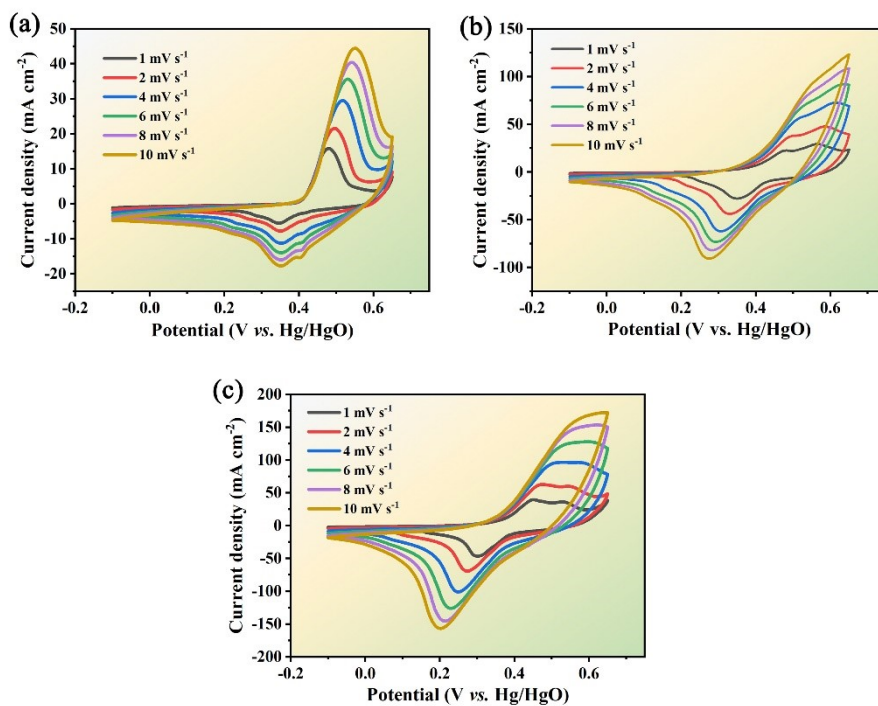 (a)
50
40
30
20
10
0
-10
-20
Current density (mA cm⁻²)
1 mV s⁻¹
2 mV s⁻¹
4 mV s⁻¹
6 mV s⁻¹
8 mV s⁻¹
10 mV s⁻¹
-0.2 0.0 0.2 0.4 0.6
Potential (V vs. Hg/HgO)
(b)
150
100
50
0
-50
-100
Current density (mA cm⁻²)
1 mV s⁻¹
2 mV s⁻¹
4 mV s⁻¹
6 mV s⁻¹
8 mV s⁻¹
10 mV s⁻¹
-0.2 0.0 0.2 0.4 0.6
Potential (V vs. Hg/HgO)
(c)
200
150
100
50
0
-50
-100
-150
-200
Current density (mA cm⁻²)
1 mV s⁻¹
2 mV s⁻¹
4 mV s⁻¹
6 mV s⁻¹
8 mV s⁻¹
10 mV s⁻¹
-0.2 0.0 0.2 0.4 0.6
Potential (V vs. Hg/HgO)